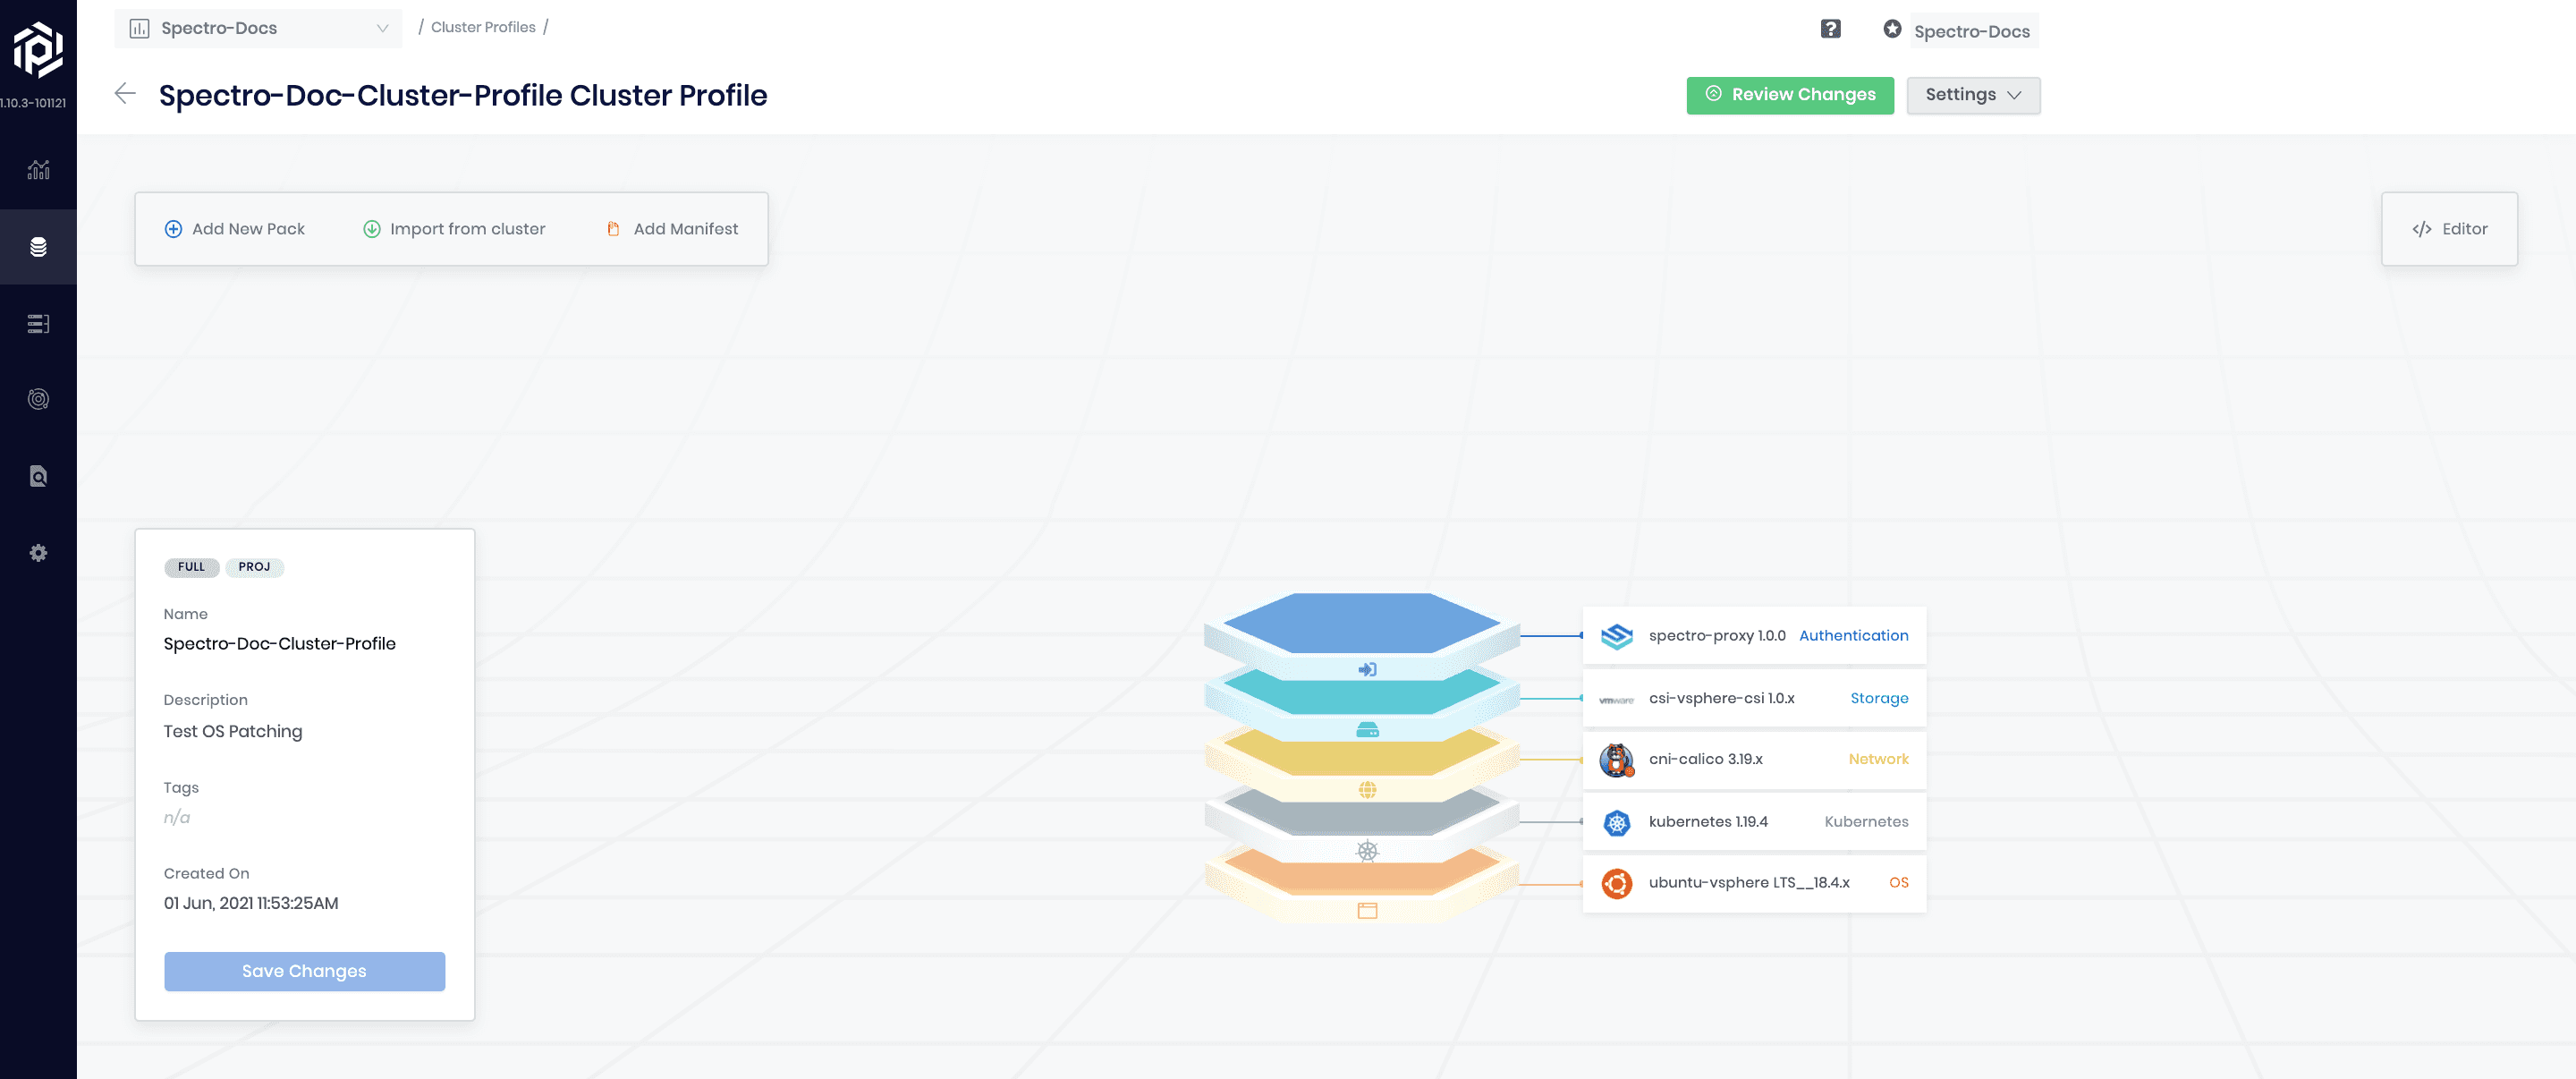 Spectro-Docs
/ Cluster Profiles /
Spectro-Docs
1.10.3-101121
Spectro-Doc-Cluster-Profile Cluster Profile
Review Changes
Settings
Add New Pack
Import from cluster
Add Manifest
</> Editor
FULL
PROJ
Name
Spectro-Doc-Cluster-Profile
Description
Test OS Patching
Tags
n/a
Created On
01 Jun, 2021 11:53:25AM
Save Changes
spectro-proxy 1.0.0 Authentication
vmware csi-vsphere-csi 1.0.x Storage
cni-calico 3.19.x Network
kubernetes 1.19.4 Kubernetes
ubuntu-vsphere LTS__18.4.x OS